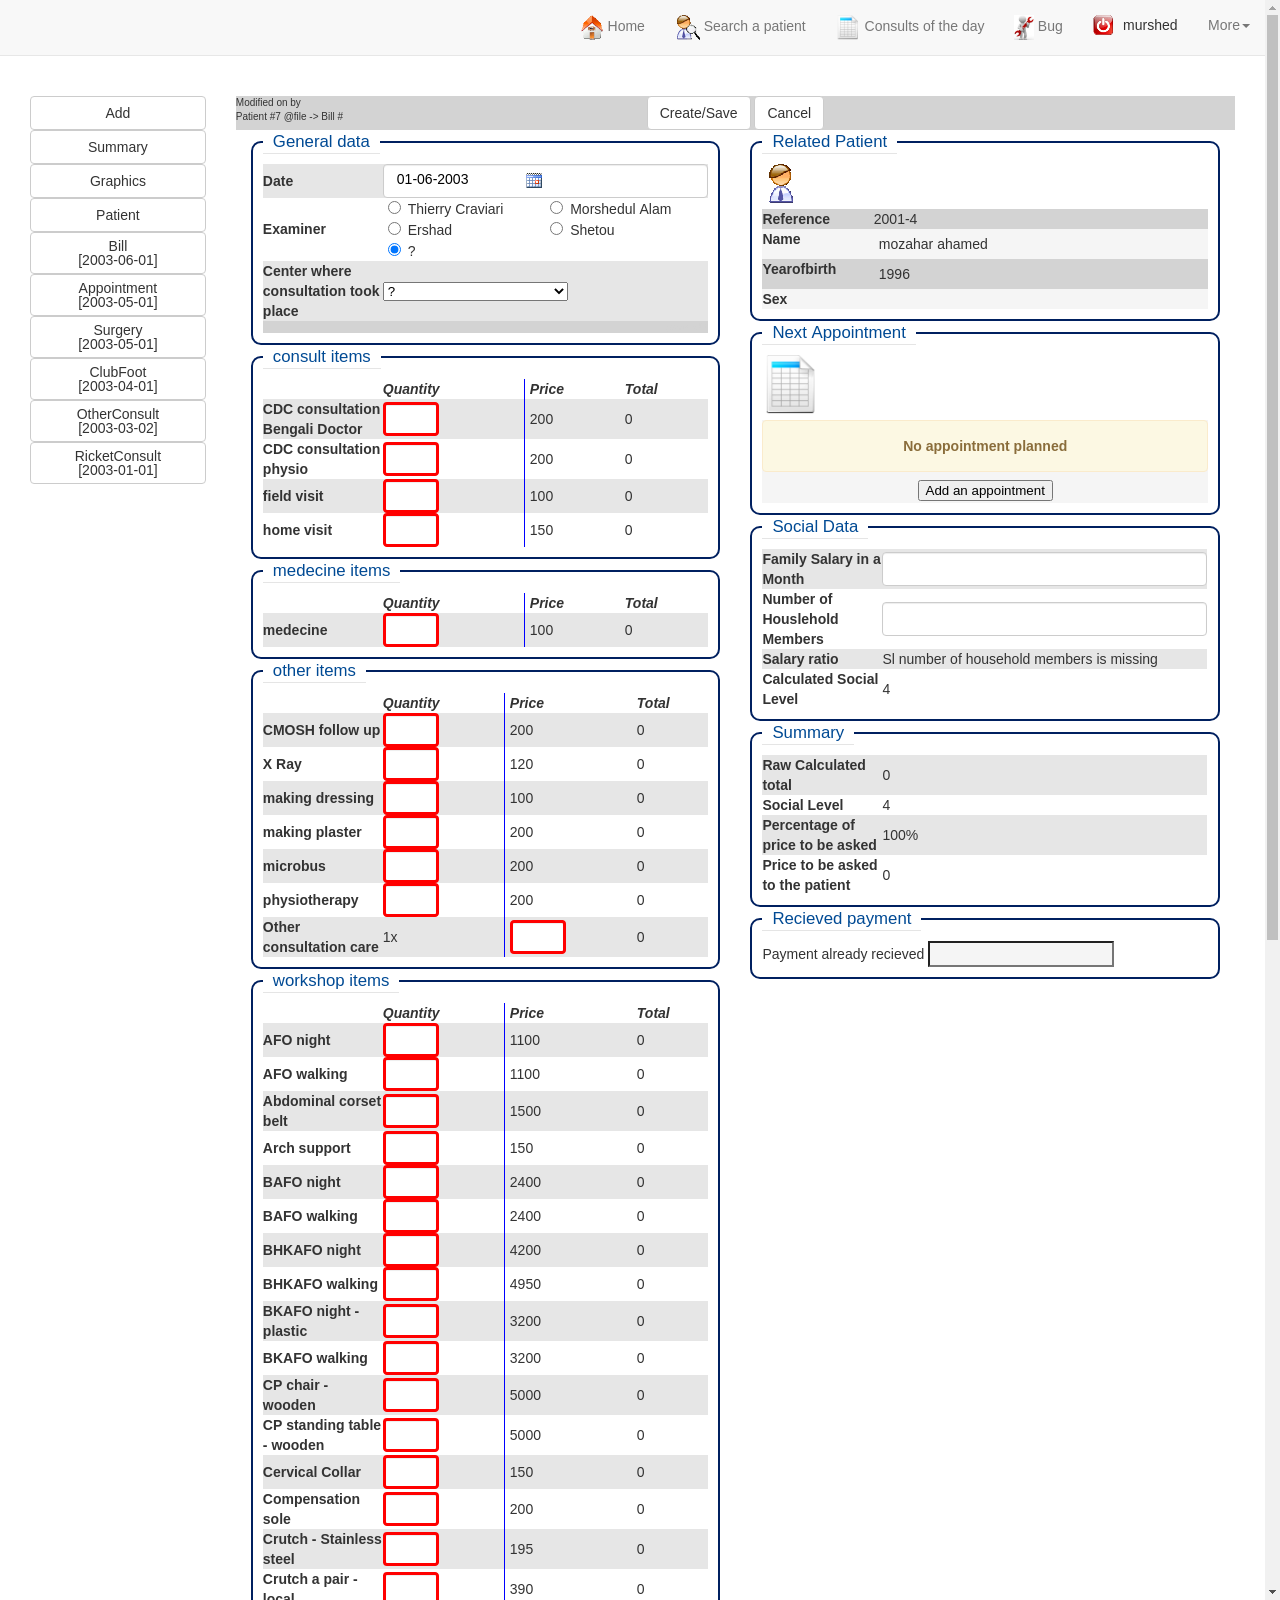 Home
Search a patient
Consults of the day
Bug
murshed
More
Add
Summary
Graphics
Patient
Bill
[2003-06-01]
Appointment
[2003-05-01]
Surgery
[2003-05-01]
ClubFoot
[2003-04-01]
OtherConsult
[2003-03-02]
RicketConsult
[2003-01-01]
Modified on by
Patient #7 @file -> Bill #
Create/Save
Cancel
General data
Date 01-06-2003
Examiner
Thierry Craviari Morshedul Alam
Ershad Shetou
?
Center where
consultation took
place
?
consult items
Quantity Price Total
CDC consultation
Bengali Doctor
200 0
CDC consultation
physio
200 0
field visit 100 0
home visit 150 0
medecine items
Quantity Price Total
medecine 100 0
other items
Quantity Price Total
CMOSH follow up 200 0
X Ray 120 0
making dressing 100 0
making plaster 200 0
microbus 200 0
physiotherapy 200 0
Other
consultation care
1x 0
workshop items
Quantity Price Total
AFO night 1100 0
AFO walking 1100 0
Abdominal corset
belt
1500 0
Arch support 150 0
BAFO night 2400 0
BAFO walking 2400 0
BHKAFO night 4200 0
BHKAFO walking 4950 0
BKAFO night -
plastic
3200 0
BKAFO walking 3200 0
CP chair -
wooden
5000 0
CP standing table
- wooden
5000 0
Cervical Collar 150 0
Compensation
sole
200 0
Crutch - Stainless
steel
195 0
Crutch a pair -
local
390 0
Related Patient
Reference 2001-4
Name mozahar ahamed
Yearofbirth 1996
Sex
Next Appointment
No appointment planned
Add an appointment
Social Data
Family Salary in a
Month
Number of
Houslehold
Members
Salary ratio Sl number of household members is missing
Calculated Social
Level
4
Summary
Raw Calculated
total
0
Social Level 4
Percentage of
price to be asked
100%
Price to be asked
to the patient
0
Recieved payment
Payment already recieved